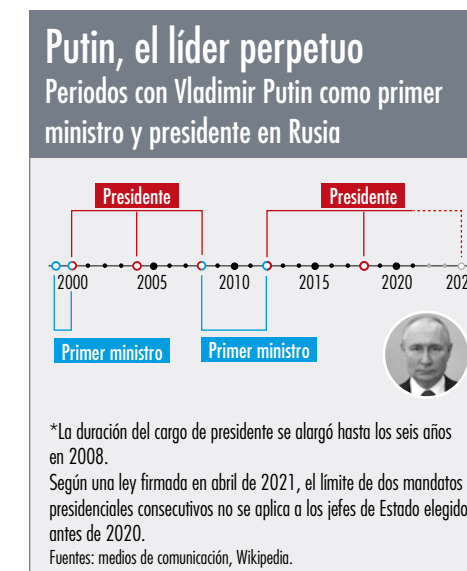 Putin, el líder perpetuo
Periodos con Vladimir Putin como primer
ministro y presidente en Rusia
Presidente Presidente
2000 2005 2010 2015 2020 202
Primer ministro Primer ministro
*La duración del cargo de presidente se alargó hasta los seis años
en 2008.
Según una ley firmada en abril de 2021, el límite de dos mandatos
presidenciales consecutivos no se aplica a los jefes de Estado elegido
antes de 2020.
Fuentes: medios de comunicación, Wikipedia.